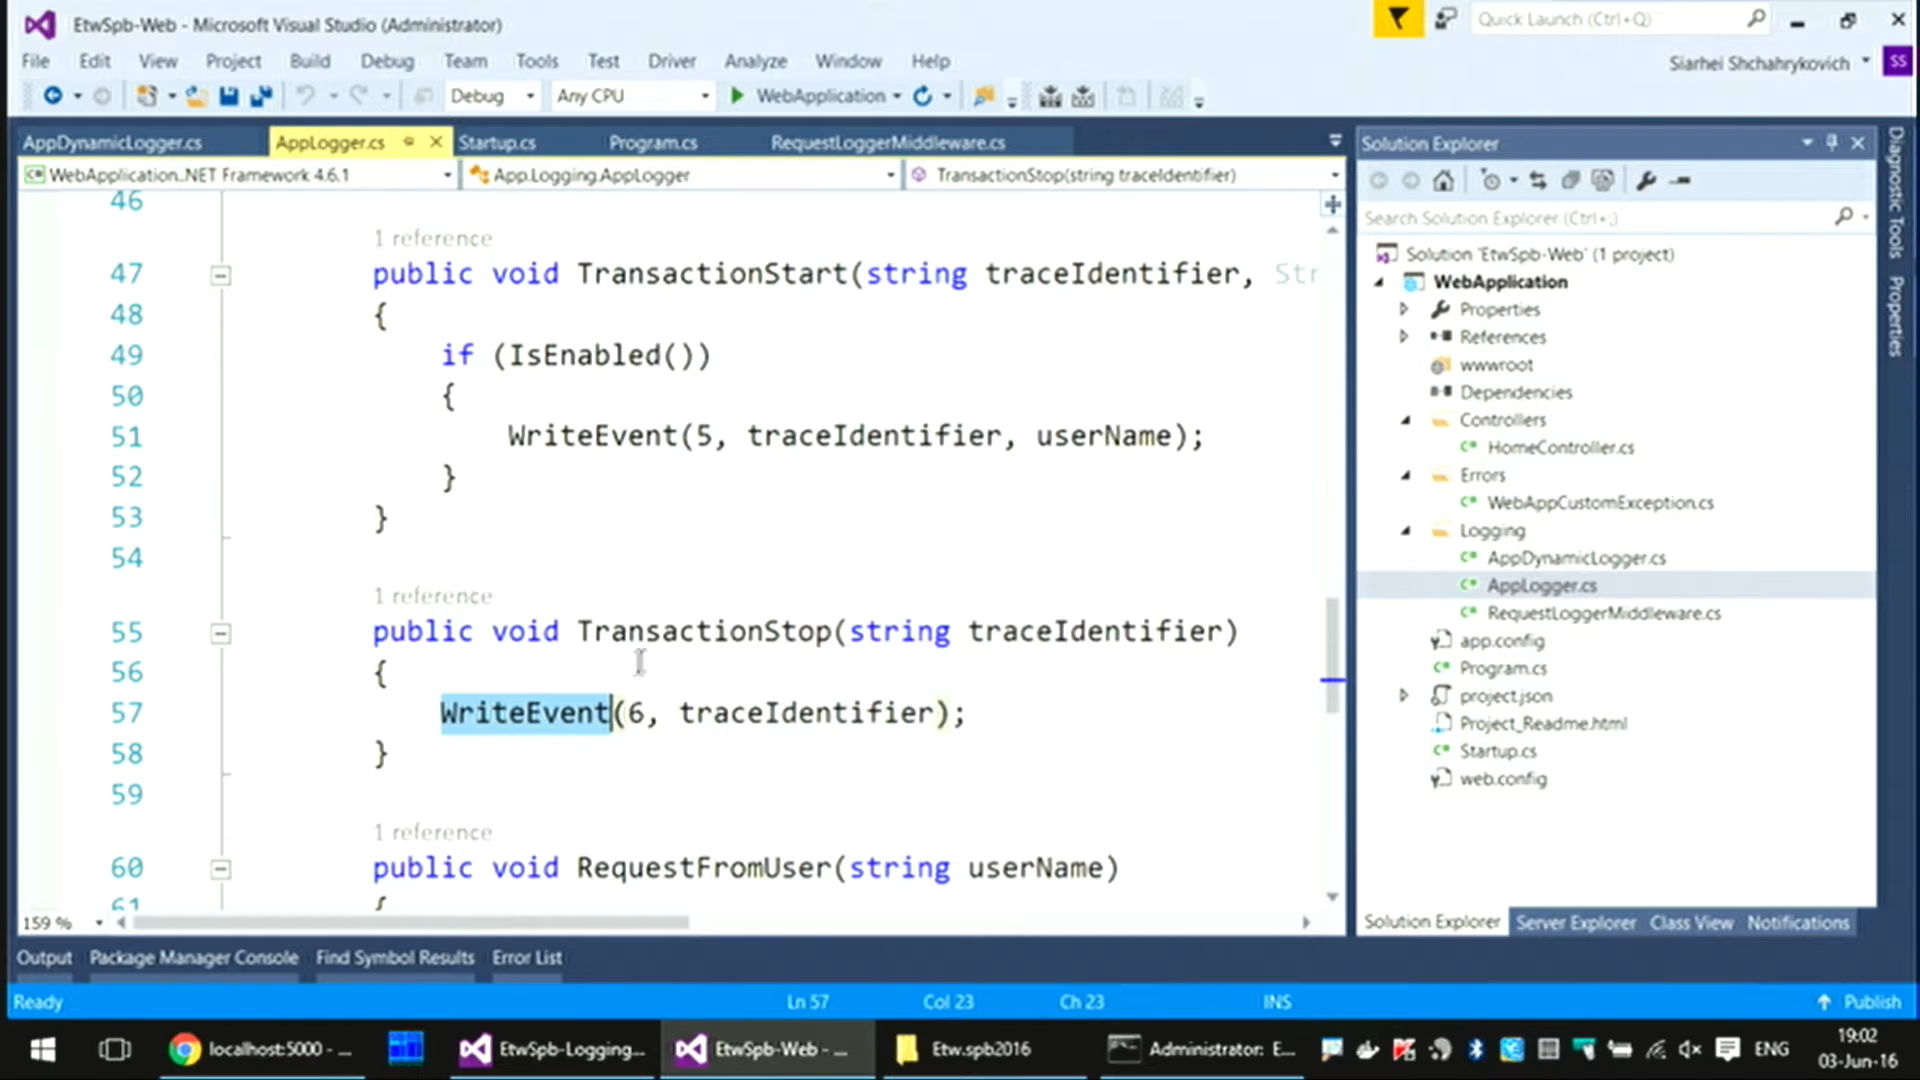 EtwSpb-Web - Microsoft Visual Studio (Administrator)
Quick Launch (Ctrl+Q)
File Edit View Project Build Debug Team Tools Test Driver Analyze Window Help
Siarhei Shchahrykovich
SS
Debug
Any CPU
WebApplication
AppDynamicLogger.cs
AppLogger.cs
Startup.cs
Program.cs
RequestLoggerMiddleware.cs
WebApplication..NET Framework 4.6.1
App.Logging.AppLogger
TransactionStop(string traceIdentifier)
46
1 reference
47 public void TransactionStart(string traceIdentifier, Str
48 {
49 if (IsEnabled())
50 {
51 WriteEvent(5, traceIdentifier, userName);
52 }
53 }
54
1 reference
55 public void TransactionStop(string traceIdentifier)
56 {
57 WriteEvent(6, traceIdentifier);
58 }
59
1 reference
60 public void RequestFromUser(string userName)
61 {
159 %
Solution Explorer
Search Solution Explorer (Ctrl+;)
Solution 'EtwSpb-Web' (1 project)
WebApplication
Properties
References
wwwroot
Dependencies
Controllers
HomeController.cs
Errors
WebAppCustomException.cs
Logging
AppDynamicLogger.cs
AppLogger.cs
RequestLoggerMiddleware.cs
app.config
Program.cs
project.json
Project_Readme.html
Startup.cs
web.config
Solution Explorer Server Explorer Class View Notifications
Diagnostic Tools
Properties
Output Package Manager Console Find Symbol Results Error List
Ready
Ln 57
Col 23
Ch 23
INS
Publish
localhost:5000 - ...
EtwSpb-Logging...
EtwSpb-Web - ...
Etw.spb2016
Administrator: E...
ENG
19:02
03-Jun-16